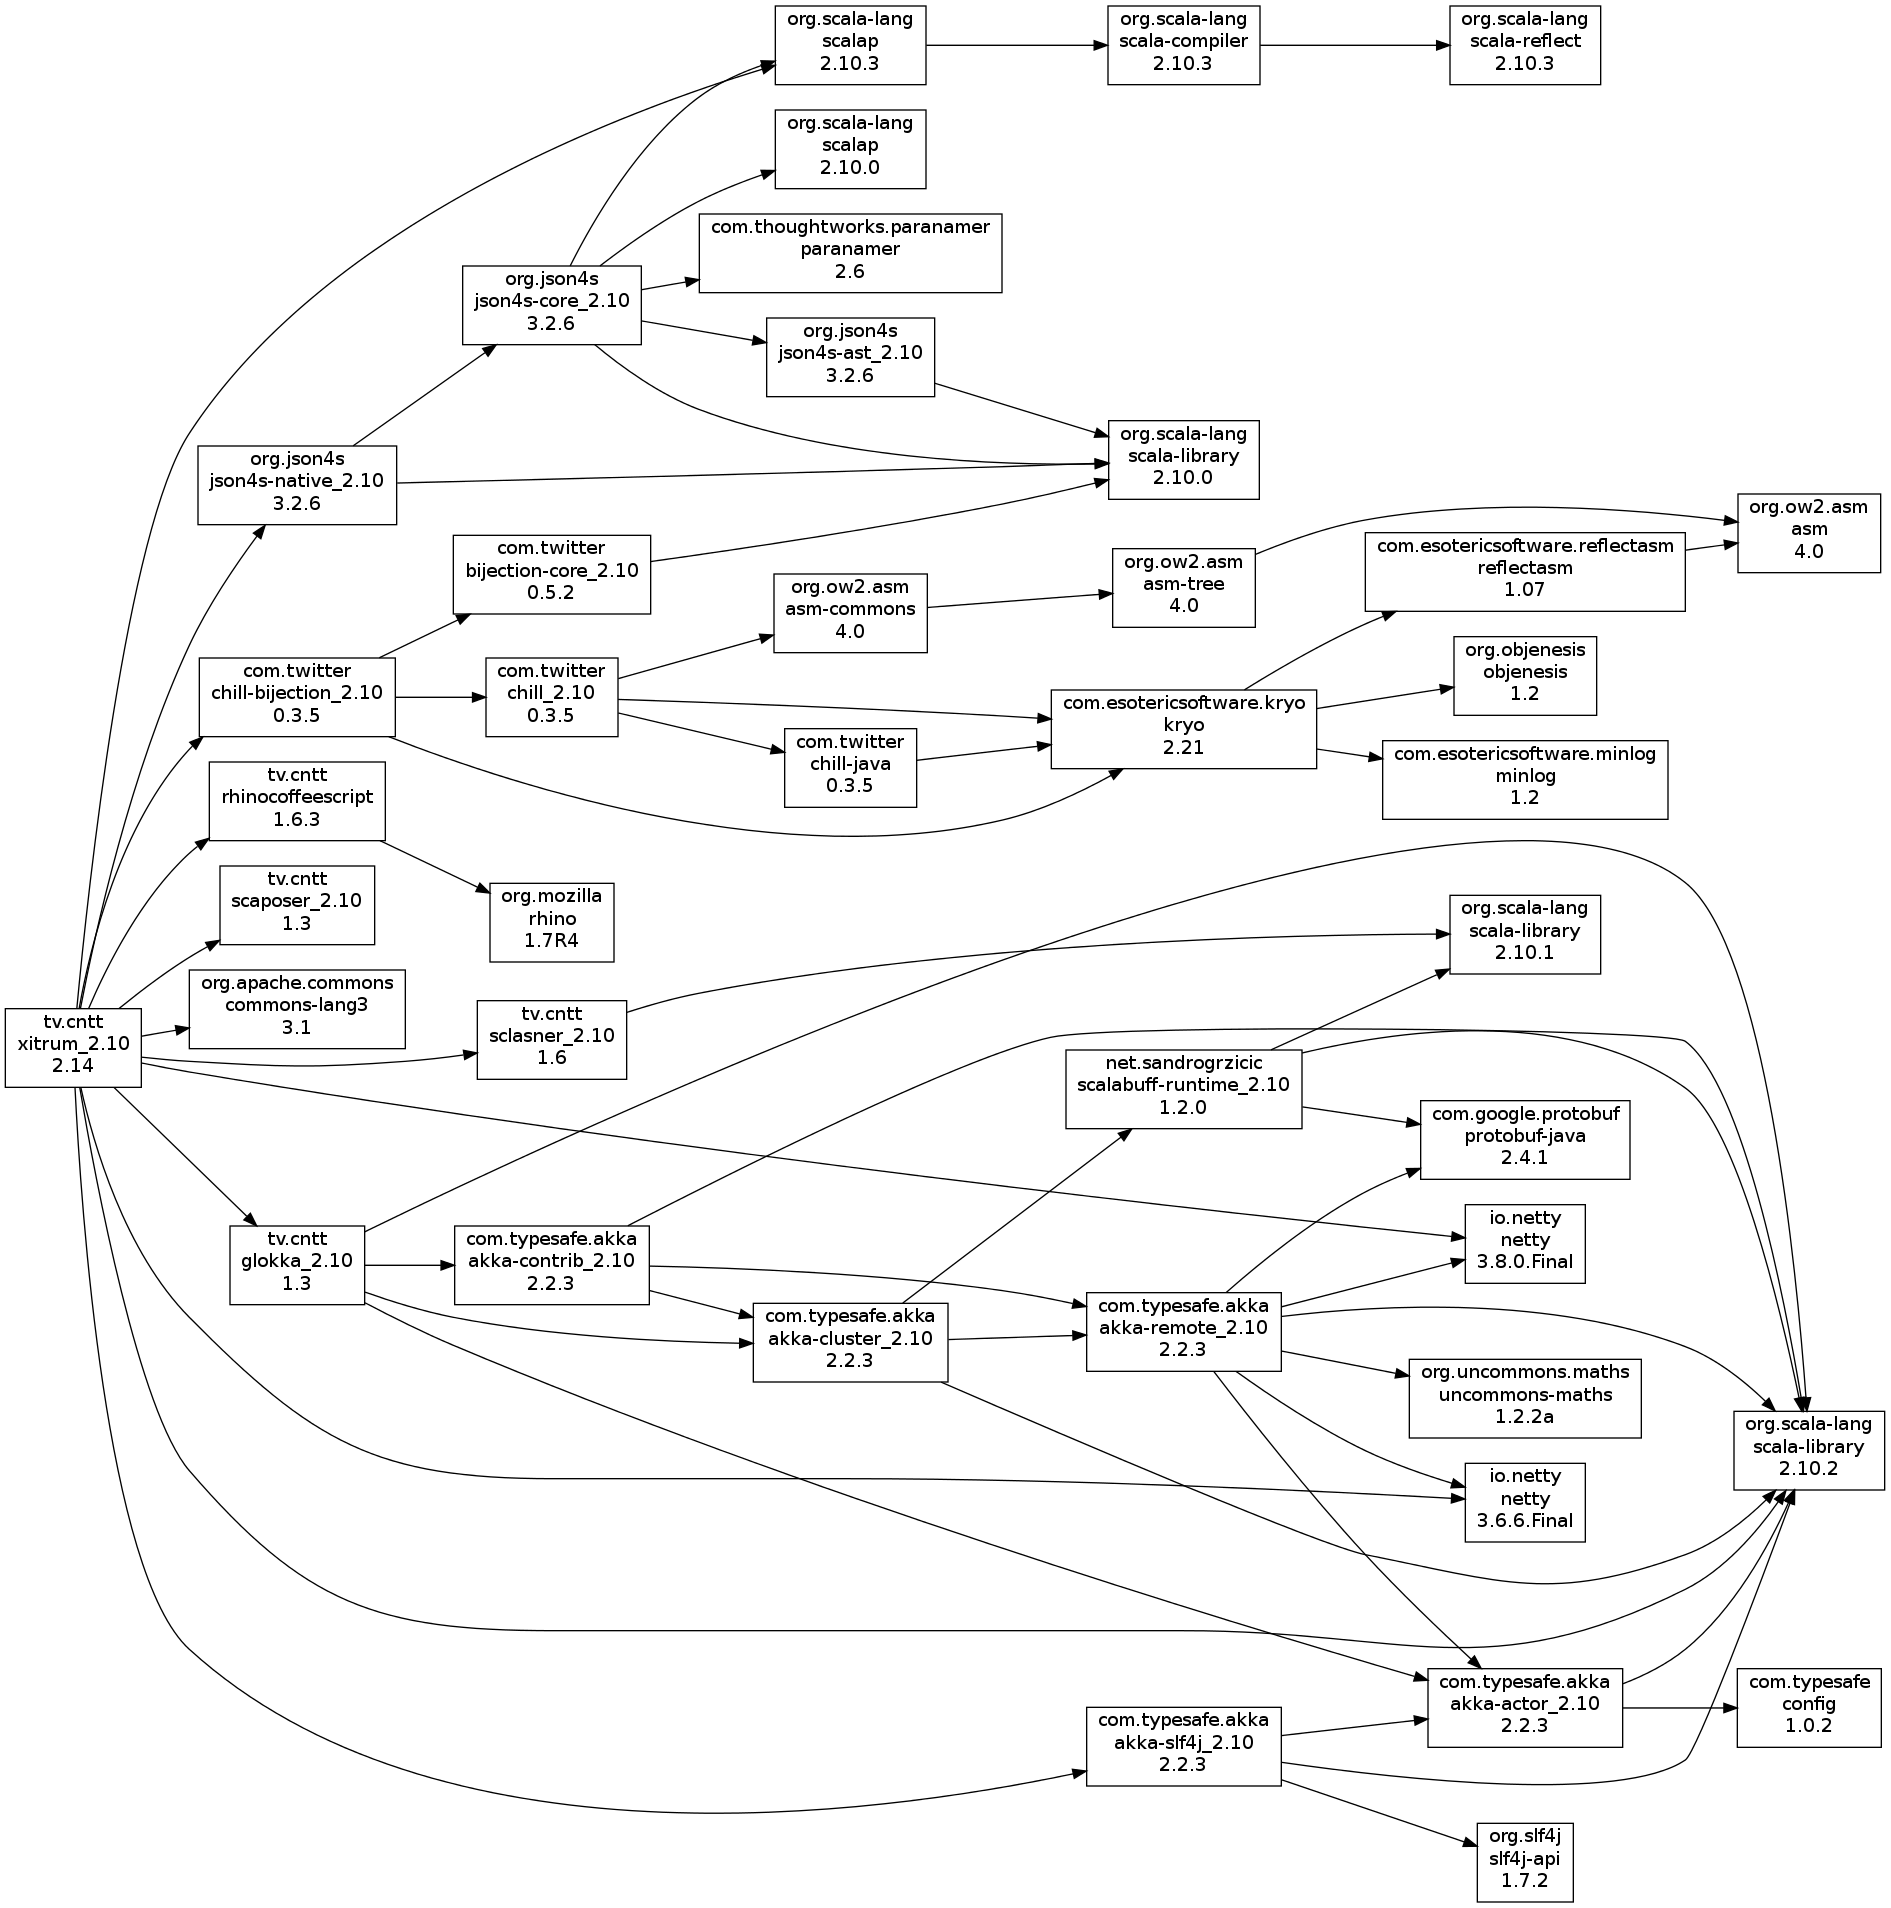 org.scala-lang
scalap
2.10.3
org.scala-lang
scala-compiler
2.10.3
org.scala-lang
scala-reflect
2.10.3
org.scala-lang
scalap
2.10.0
com.thoughtworks.paranamer
paranamer
2.6
org.json4s
json4s-core_2.10
3.2.6
org.json4s
json4s-ast_2.10
3.2.6
org.scala-lang
scala-library
2.10.0
org.json4s
json4s-native_2.10
3.2.6
org.ow2.asm
asm
4.0
com.esotericsoftware.reflectasm
reflectasm
1.07
com.twitter
bijection-core_2.10
0.5.2
org.ow2.asm
asm-tree
4.0
org.ow2.asm
asm-commons
4.0
org.objenesis
objenesis
1.2
com.twitter
chill-bijection_2.10
0.3.5
com.twitter
chill_2.10
0.3.5
com.esotericsoftware.kryo
kryo
2.21
com.twitter
chill-java
0.3.5
com.esotericsoftware.minlog
minlog
1.2
tv.cntt
rhinocoffeescript
1.6.3
tv.cntt
scaposer_2.10
1.3
org.mozilla
rhino
1.7R4
org.scala-lang
scala-library
2.10.1
org.apache.commons
commons-lang3
3.1
tv.cntt
xitrum_2.10
2.14
tv.cntt
sclasner_2.10
1.6
net.sandrogrzicic
scalabuff-runtime_2.10
1.2.0
com.google.protobuf
protobuf-java
2.4.1
io.netty
netty
3.8.0.Final
tv.cntt
glokka_2.10
1.3
com.typesafe.akka
akka-contrib_2.10
2.2.3
com.typesafe.akka
akka-cluster_2.10
2.2.3
com.typesafe.akka
akka-remote_2.10
2.2.3
org.uncommons.maths
uncommons-maths
1.2.2a
org.scala-lang
scala-library
2.10.2
io.netty
netty
3.6.6.Final
com.typesafe.akka
akka-actor_2.10
2.2.3
com.typesafe
config
1.0.2
com.typesafe.akka
akka-slf4j_2.10
2.2.3
org.slf4j
slf4j-api
1.7.2